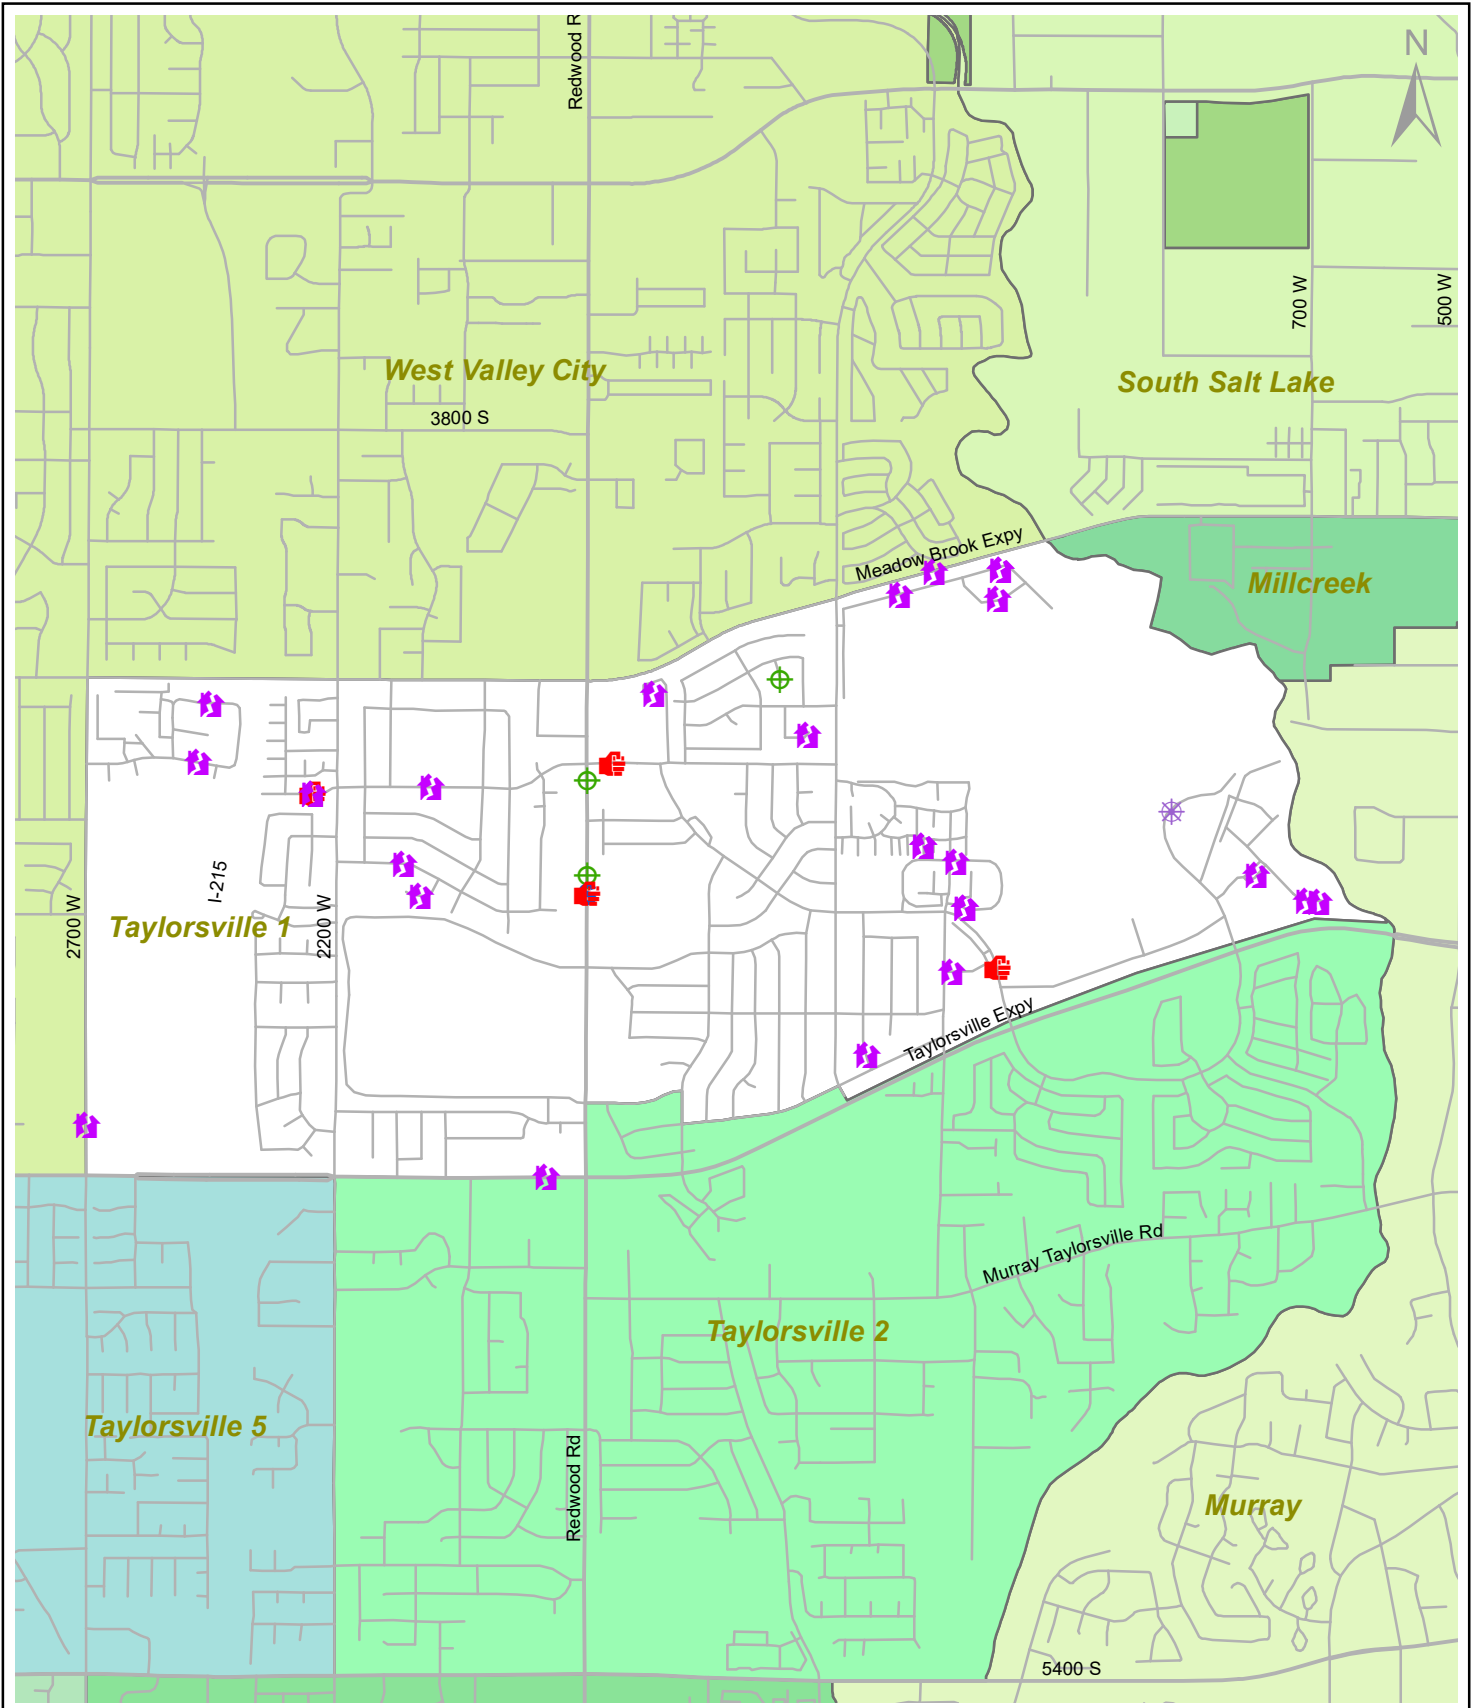 Redwood R
N
700 W
500 W
West Valley City
South Salt Lake
3800 S
Meadow Brook Expy
Millcreek
I-215
2700 W
Taylorsville 1
2200 W
Taylorsville Expy
Murray Taylorsville Rd
Taylorsville 2
Taylorsville 5
Redwood Rd
Murray
5400 S